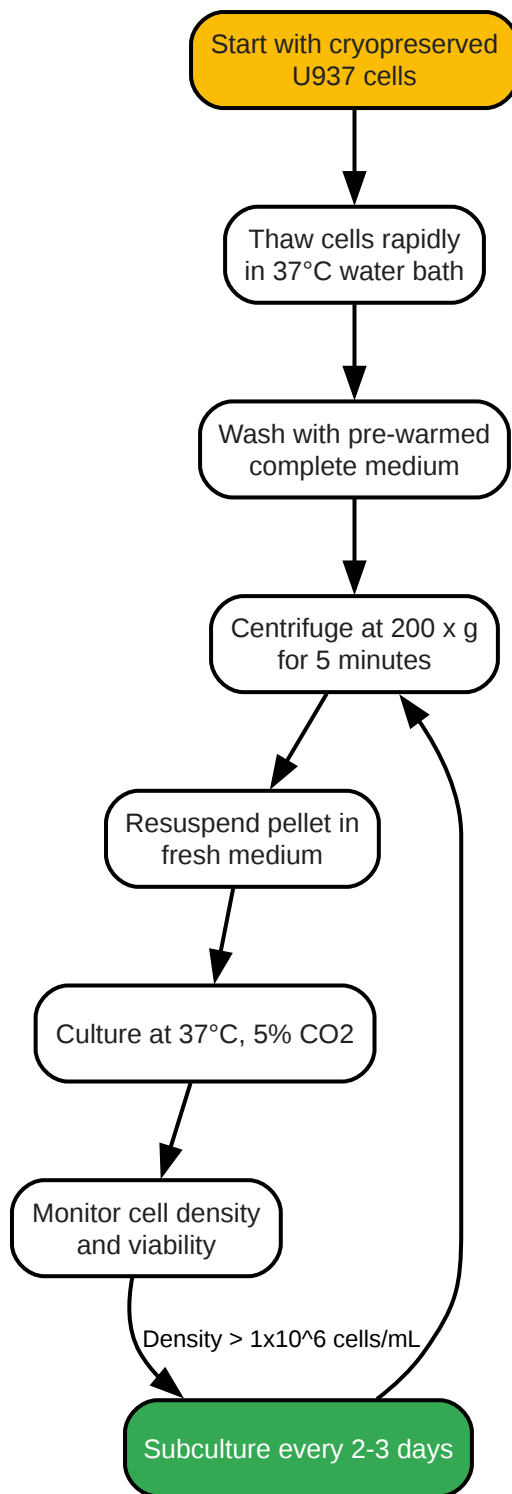 Start with cryopreserved
U937 cells
Thaw cells rapidly
in 37°C water bath
Wash with pre-warmed
complete medium
Centrifuge at 200 x g
for 5 minutes
Resuspend pellet in
fresh medium
Culture at 37°C, 5% CO2
Monitor cell density
and viability
Density > 1x10^6 cells/mL
Subculture every 2-3 days